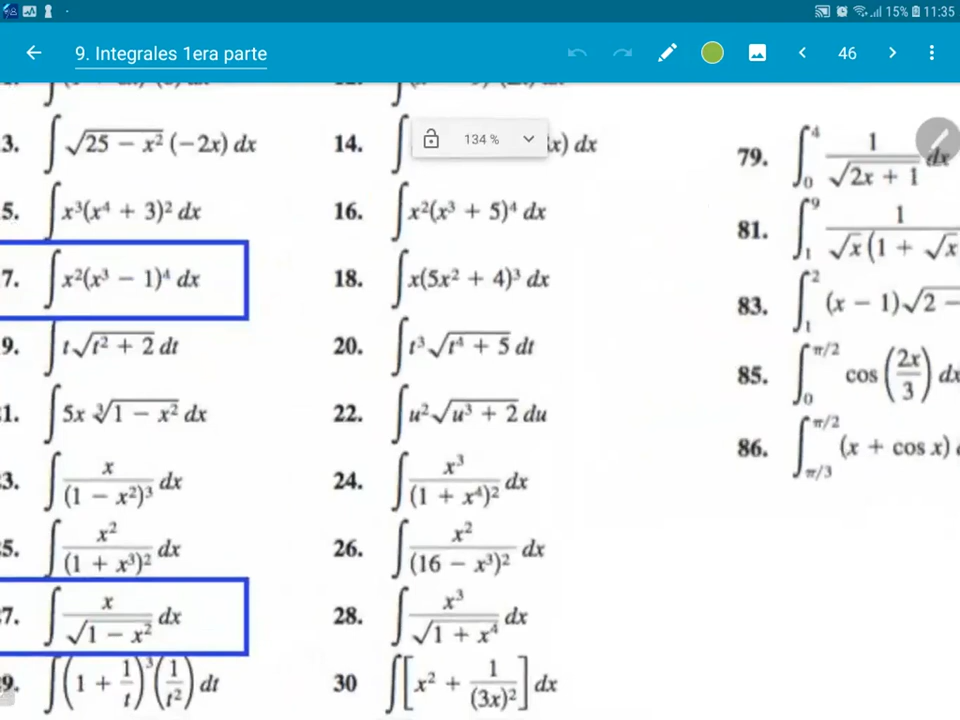 15% 11:35
9. Integrales 1era parte
46
134 %
3. ∫ √(25 − x²) (−2x) dx
14. ∫ x) dx
5. ∫ x³(x⁴ + 3)² dx
16. ∫ x²(x³ + 5)⁴ dx
7. ∫ x²(x³ − 1)⁴ dx
18. ∫ x(5x² + 4)³ dx
9. ∫ t√(t² + 2) dt
20. ∫ t³√(t⁴ + 5) dt
1. ∫ 5x ∛(1 − x²) dx
22. ∫ u²√(u³ + 2) du
3. ∫ x/(1 − x²)³ dx
24. ∫ x³/(1 + x⁴)² dx
5. ∫ x²/(1 + x³)² dx
26. ∫ x²/(16 − x³)² dx
7. ∫ x/√(1 − x²) dx
28. ∫ x³/√(1 + x⁴) dx
9. ∫ (1 + 1/t)³ (1/t²) dt
30 ∫ [x² + 1/(3x)²] dx
79. ∫₀⁴ 1/√(2x + 1) dx
81. ∫₁⁹ 1/√x (1 + √x
83. ∫₁² (x − 1)√2 −
85. ∫₀^(π/2) cos (2x/3) dx
86. ∫_(π/3)^(π/2) (x + cos x)